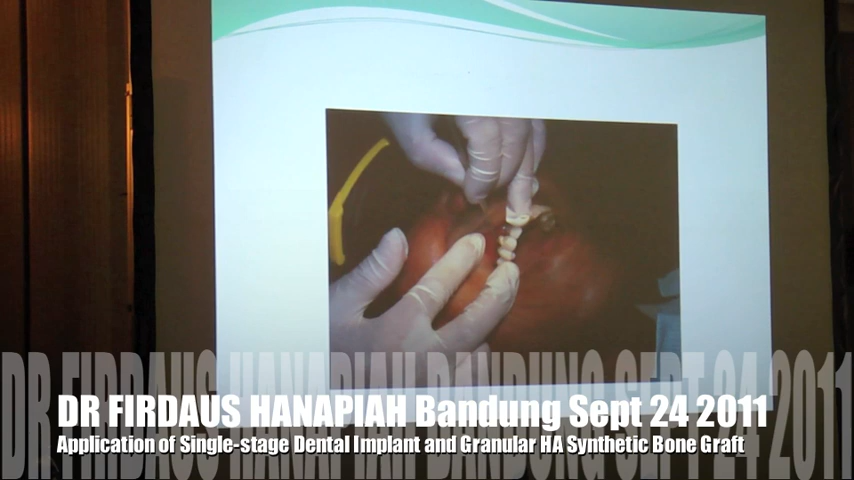 DR FIRDAUS HANAPIAH BANDUNG SEPT 24 2011
DR FIRDAUS HANAPIAH Bandung Sept 24 2011
Application of Single-stage Dental Implant and Granular HA Synthetic Bone Graft